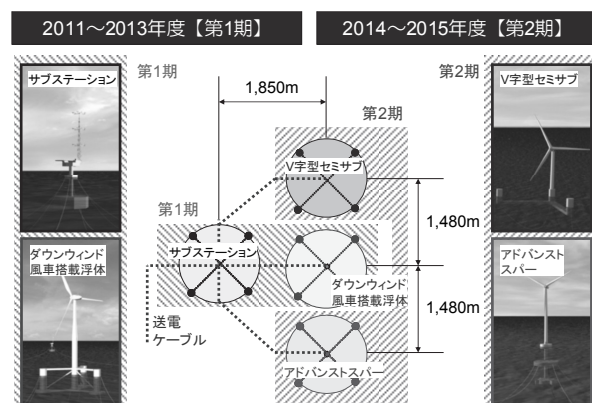 2011〜2013年度【第1期】
2014〜2015年度【第2期】
サブステーション
第1期
1,850m
第2期
V字型セミサブ
第2期
V字型セミサブ
1,480m
第1期
サブステーション
ダウンウィンド
風車搭載浮体
ダウンウィンド
風車搭載浮体
1,480m
アドバンスト
スパー
送電
ケーブル
アドバンストスパー